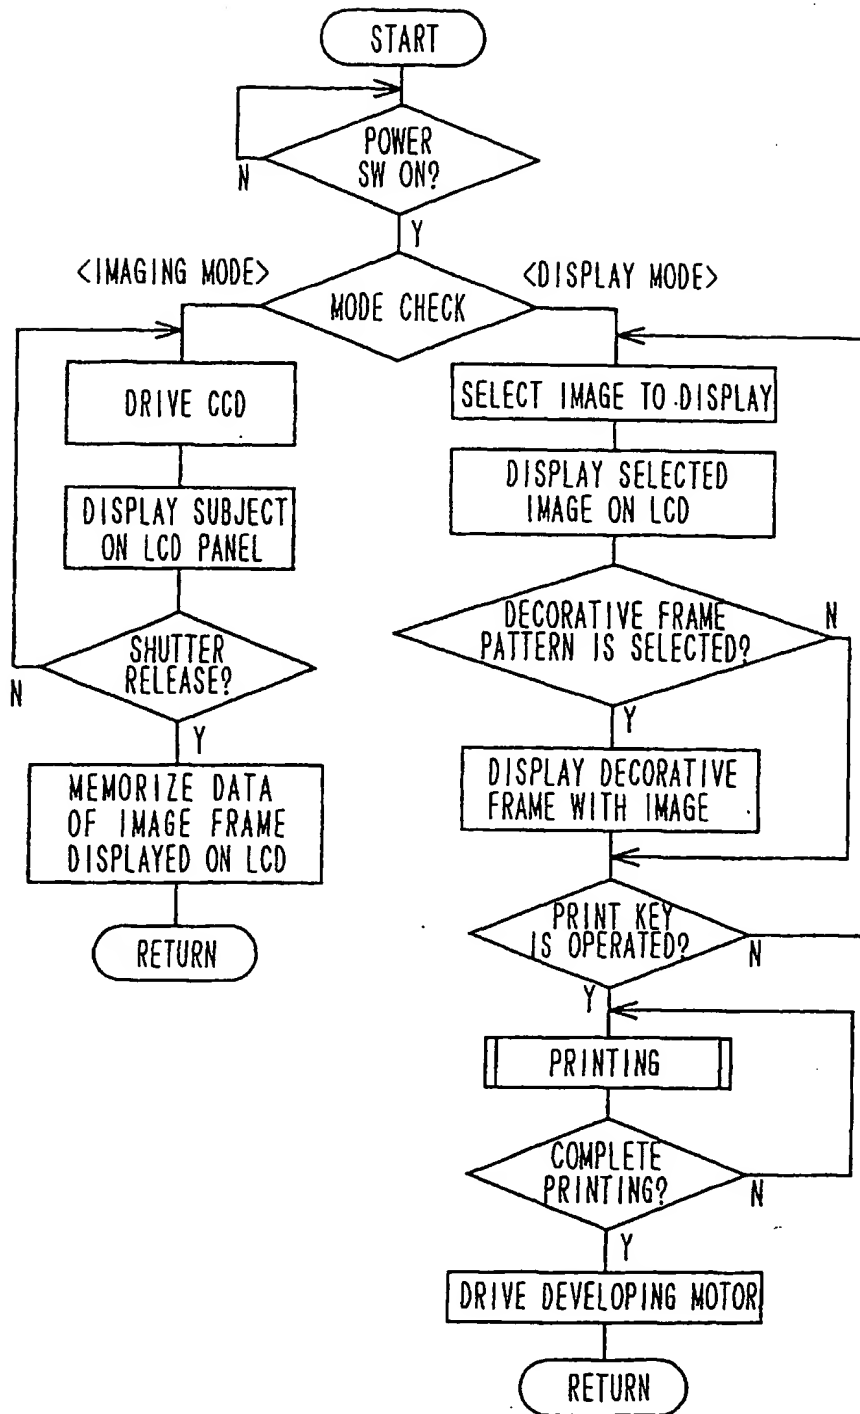 START
POWER
SW ON?
N
Y
<IMAGING MODE>
<DISPLAY MODE>
MODE CHECK
DRIVE CCD
DISPLAY SUBJECT
ON LCD PANEL
SHUTTER
RELEASE?
N
Y
MEMORIZE DATA
OF IMAGE FRAME
DISPLAYED ON LCD
RETURN
SELECT IMAGE TO DISPLAY
DISPLAY SELECTED
IMAGE ON LCD
DECORATIVE FRAME
PATTERN IS SELECTED?
N
Y
DISPLAY DECORATIVE
FRAME WITH IMAGE
PRINT KEY
IS OPERATED?
N
Y
PRINTING
COMPLETE
PRINTING?
N
Y
DRIVE DEVELOPING MOTOR
RETURN